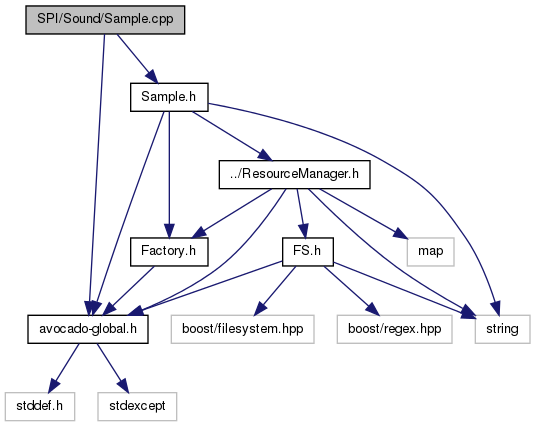 SPI/Sound/Sample.cpp
Sample.h
../ResourceManager.h
Factory.h
FS.h
map
avocado-global.h
boost/filesystem.hpp
boost/regex.hpp
string
stddef.h
stdexcept